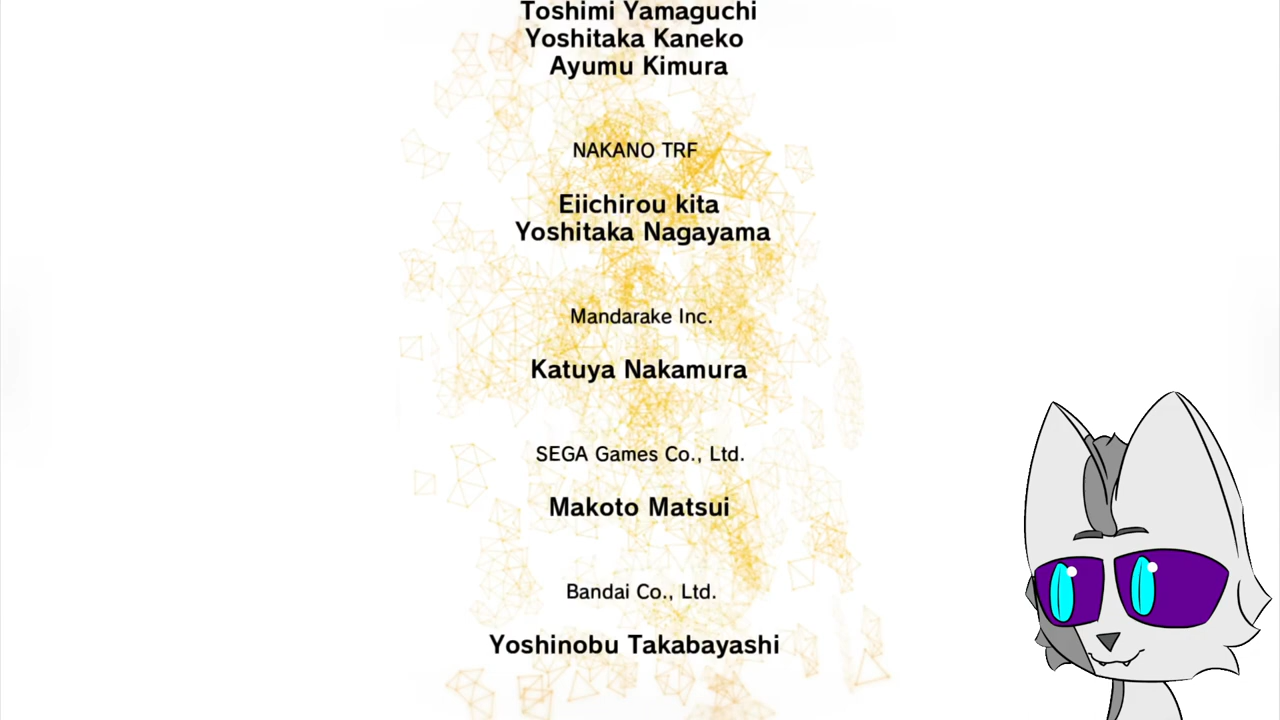 Toshimi Yamaguchi
Yoshitaka Kaneko
Ayumu Kimura
NAKANO TRF
Eiichirou kita
Yoshitaka Nagayama
Mandarake Inc.
Katuya Nakamura
SEGA Games Co., Ltd.
Makoto Matsui
Bandai Co., Ltd.
Yoshinobu Takabayashi